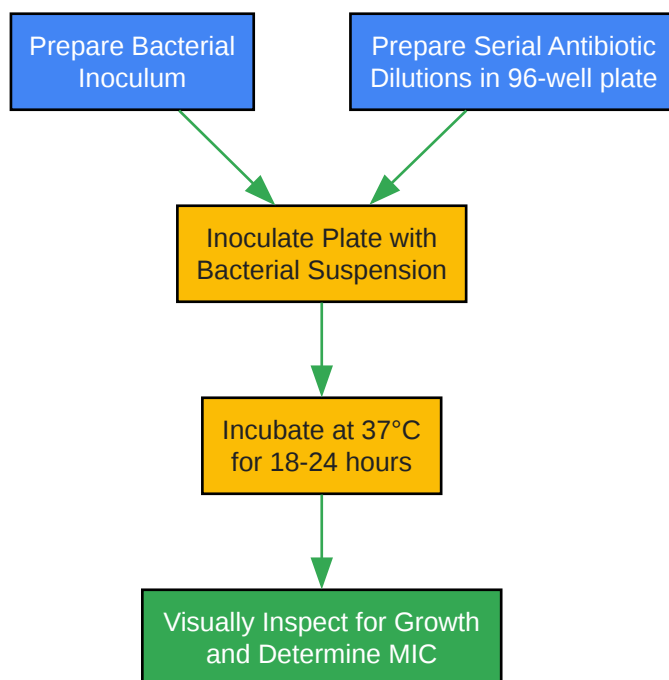 Prepare Bacterial
Inoculum
Prepare Serial Antibiotic
Dilutions in 96-well plate
Inoculate Plate with
Bacterial Suspension
Incubate at 37°C
for 18-24 hours
Visually Inspect for Growth
and Determine MIC